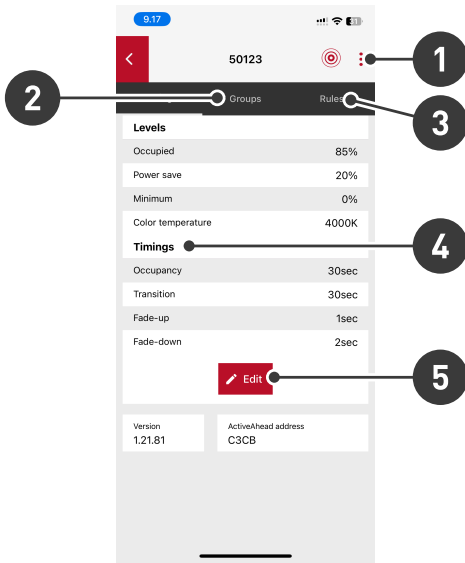 9.17
31
50123
1
2
Groups
Rules
3
Levels
Occupied 85%
Power save 20%
Minimum 0%
Color temperature 4000K
Timings
4
Occupancy 30sec
Transition 30sec
Fade-up 1sec
Fade-down 2sec
Edit
5
Version ActiveAhead address
1.21.81 C3CB